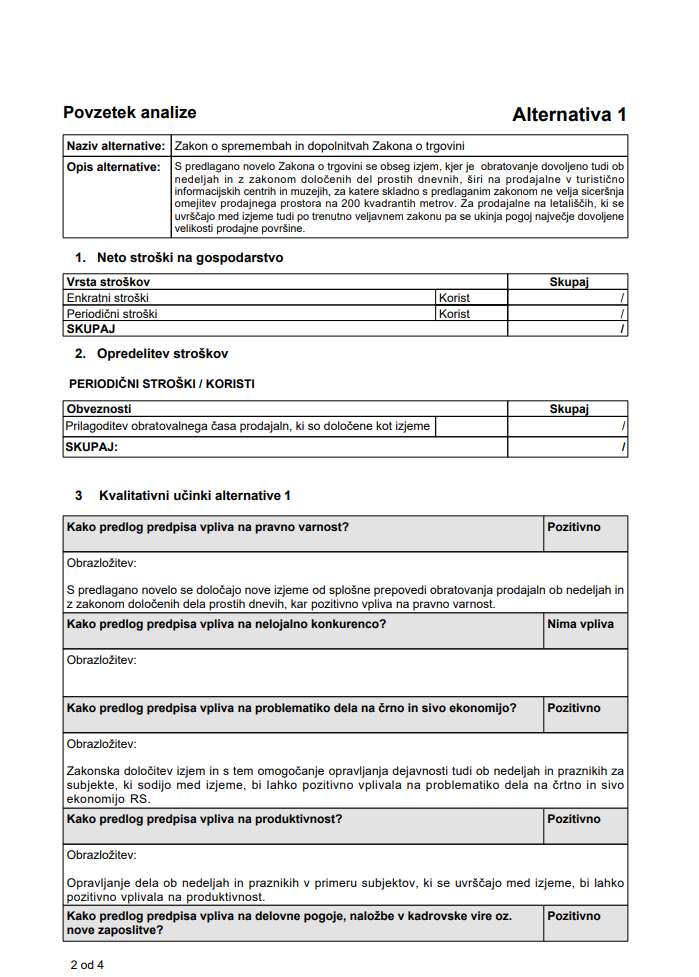 Povzetek analize
Alternativa 1
Naziv alternative: Zakon o spremembah in dopolnitvah Zakona o trgovini
Opis alternative: S predlagano novelo Zakona o trgovini se obseg izjem, kjer je obratovanje dovoljeno tudi ob
nedeljah in z zakonom določenih del prostih dnevnih, širi na prodajalne v turistično
informacijskih centrih in muzejih, za katere skladno s predlaganim zakonom ne velja siceršnja
omejitev prodajnega prostora na 200 kvadrantih metrov. Za prodajalne na letališčih, ki se
uvrščajo med izjeme tudi po trenutno veljavnem zakonu pa se ukinja pogoj največje dovoljene
velikosti prodajne površine.
1. Neto stroški na gospodarstvo
Vrsta stroškov Skupaj
Enkratni stroški Korist /
Periodični stroški Korist /
SKUPAJ /
2. Opredelitev stroškov
PERIODIČNI STROŠKI / KORISTI
Obveznosti Skupaj
Prilagoditev obratovalnega časa prodajaln, ki so določene kot izjeme /
SKUPAJ: /
3 Kvalitativni učinki alternative 1
Kako predlog predpisa vpliva na pravno varnost? Pozitivno
Obrazložitev:
S predlagano novelo se določajo nove izjeme od splošne prepovedi obratovanja prodajaln ob nedeljah in
z zakonom določenih dela prostih dnevih, kar pozitivno vpliva na pravno varnost.
Kako predlog predpisa vpliva na nelojalno konkurenco? Nima vpliva
Obrazložitev:
Kako predlog predpisa vpliva na problematiko dela na črno in sivo ekonomijo? Pozitivno
Obrazložitev:
Zakonska določitev izjem in s tem omogočanje opravljanja dejavnosti tudi ob nedeljah in praznikih za
subjekte, ki sodijo med izjeme, bi lahko pozitivno vplivala na problematiko dela na črtno in sivo
ekonomijo RS.
Kako predlog predpisa vpliva na produktivnost? Pozitivno
Obrazložitev:
Opravljanje dela ob nedeljah in praznikih v primeru subjektov, ki se uvrščajo med izjeme, bi lahko
pozitivno vplivala na produktivnost.
Kako predlog predpisa vpliva na delovne pogoje, naložbe v kadrovske vire oz. Pozitivno
nove zaposlitve?
2 od 4